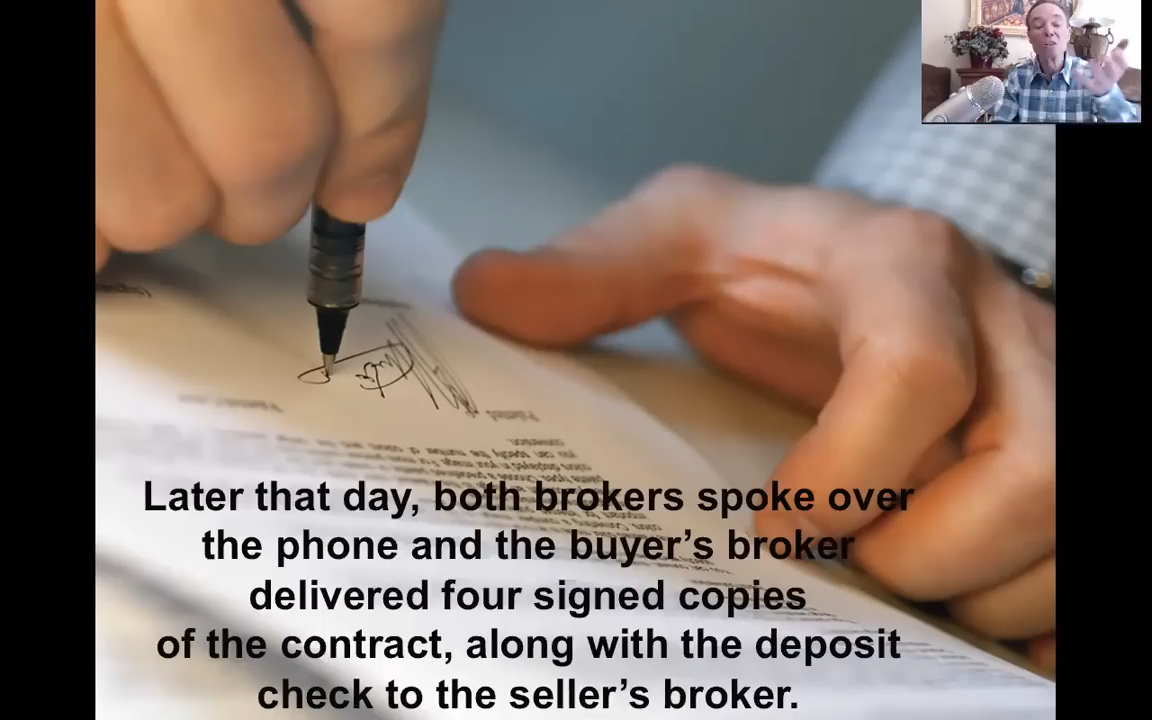 Later that day, both brokers spoke over
the phone and the buyer’s broker
delivered four signed copies
of the contract, along with the deposit
check to the seller’s broker.